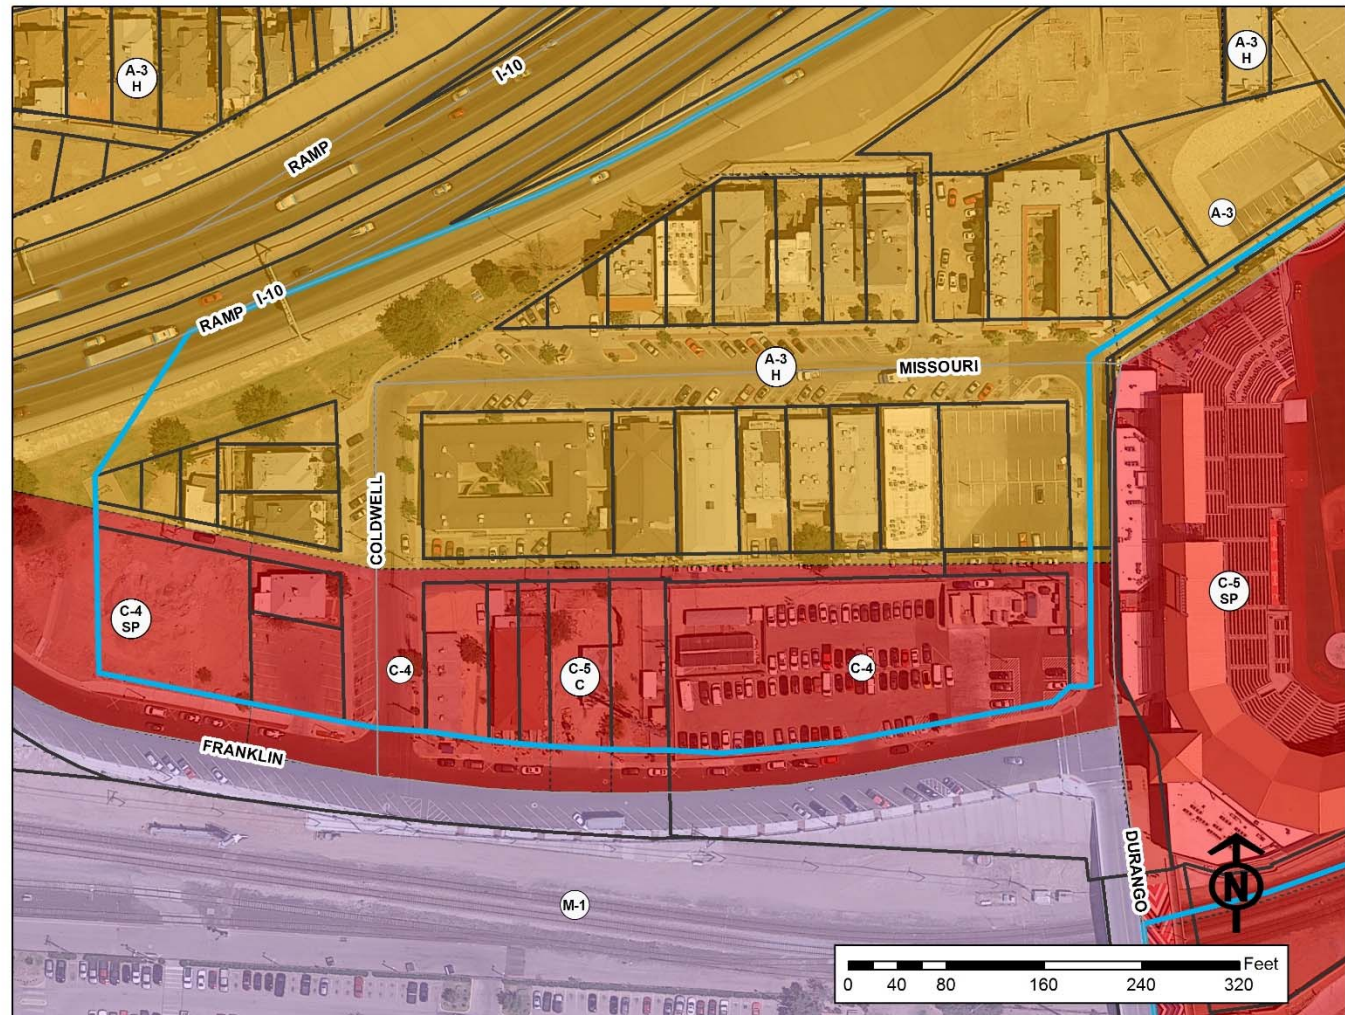 A-3
H
A-3
H
I-10
RAMP
A-3
I-10
RAMP
A-3
H
MISSOURI
COLDWELL
C-4
SP
C-4
C-5
C
C-4
C-5
SP
FRANKLIN
DURANGO
N
M-1
Feet
0 40 80 160 240 320